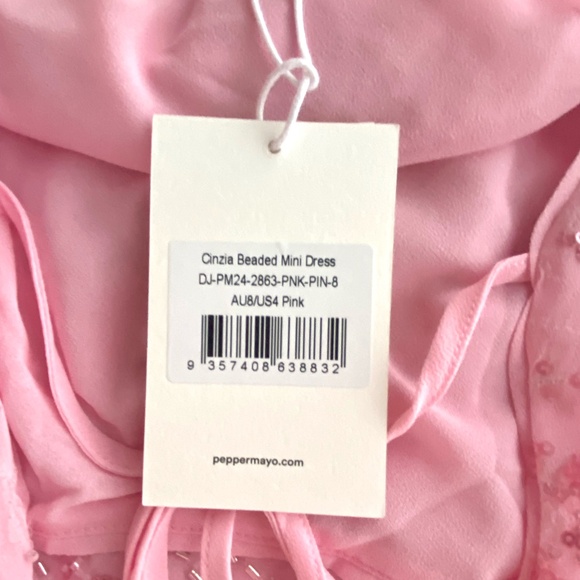 Cinzia Beaded Mini Dress
DJ-PM24-2863-PNK-PIN-8
AU8/US4 Pink
9 357408 638832
peppermayo.com